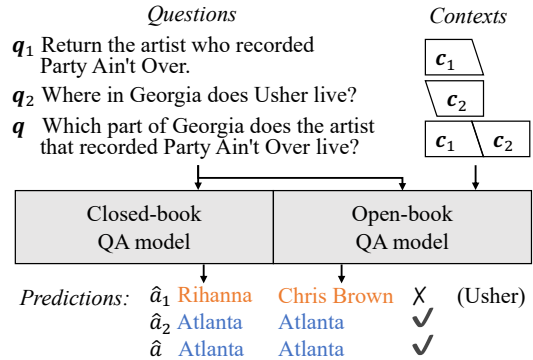 Questions Contexts
q1 Return the artist who recorded c1
Party Ain't Over.
q2 Where in Georgia does Usher live? c2
q Which part of Georgia does the artist c1 c2
that recorded Party Ain't Over live?
Closed-book Open-book
QA model QA model
Predictions: â1 Rihanna Chris Brown ✗ (Usher)
â2 Atlanta Atlanta ✓
â Atlanta Atlanta ✓